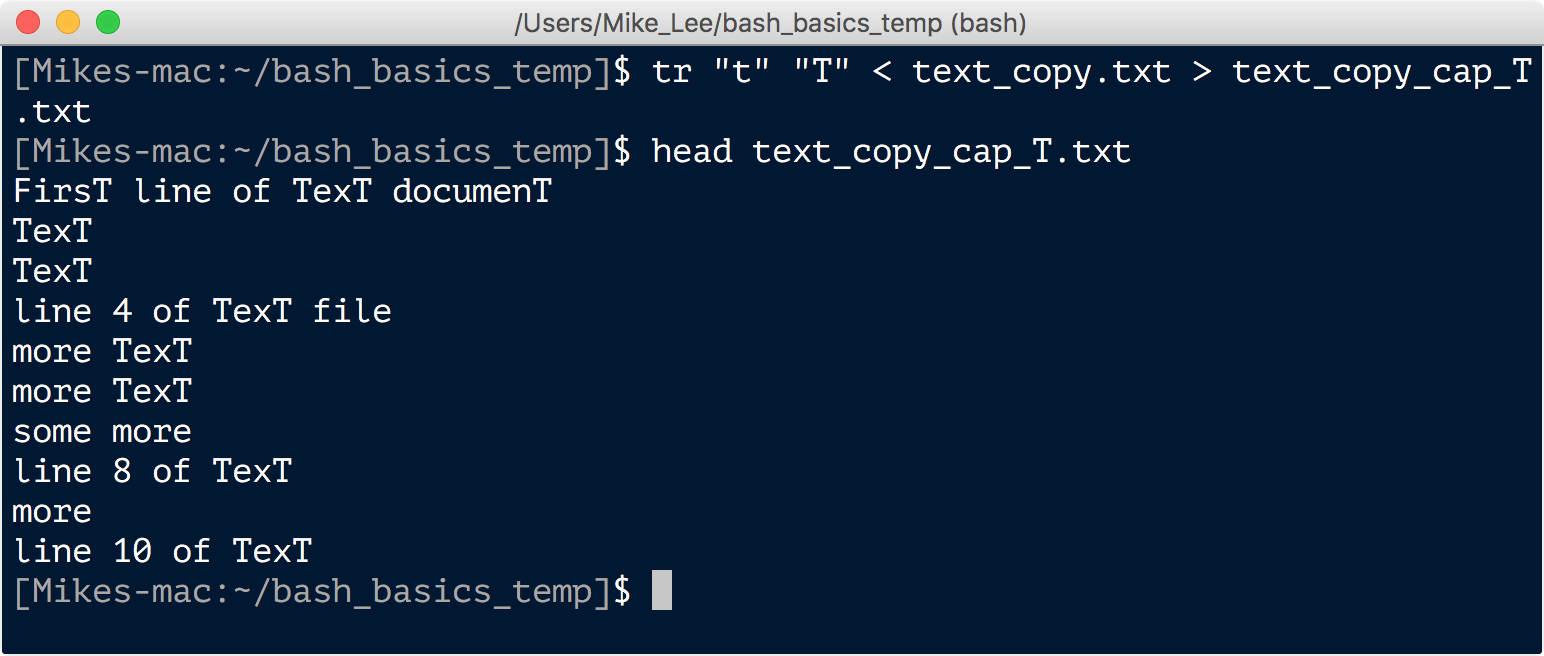 /Users/Mike_Lee/bash_basics_temp (bash)
[Mikes-mac:~/bash_basics_temp]$ tr "t" "T" < text_copy.txt > text_copy_cap_T
.txt
[Mikes-mac:~/bash_basics_temp]$ head text_copy_cap_T.txt
FirsT line of TexT documenT
TexT
TexT
line 4 of TexT file
more TexT
more TexT
some more
line 8 of TexT
more
line 10 of TexT
[Mikes-mac:~/bash_basics_temp]$